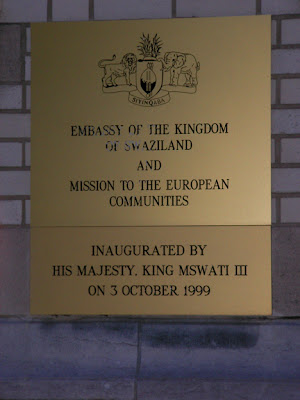 SIYINQABA
EMBASSY OF THE KINGDOM
OF SWAZILAND
AND
MISSION TO THE EUROPEAN
COMMUNITIES
INAUGURATED BY
HIS MAJESTY, KING MSWATI III
ON 3 OCTOBER 1999